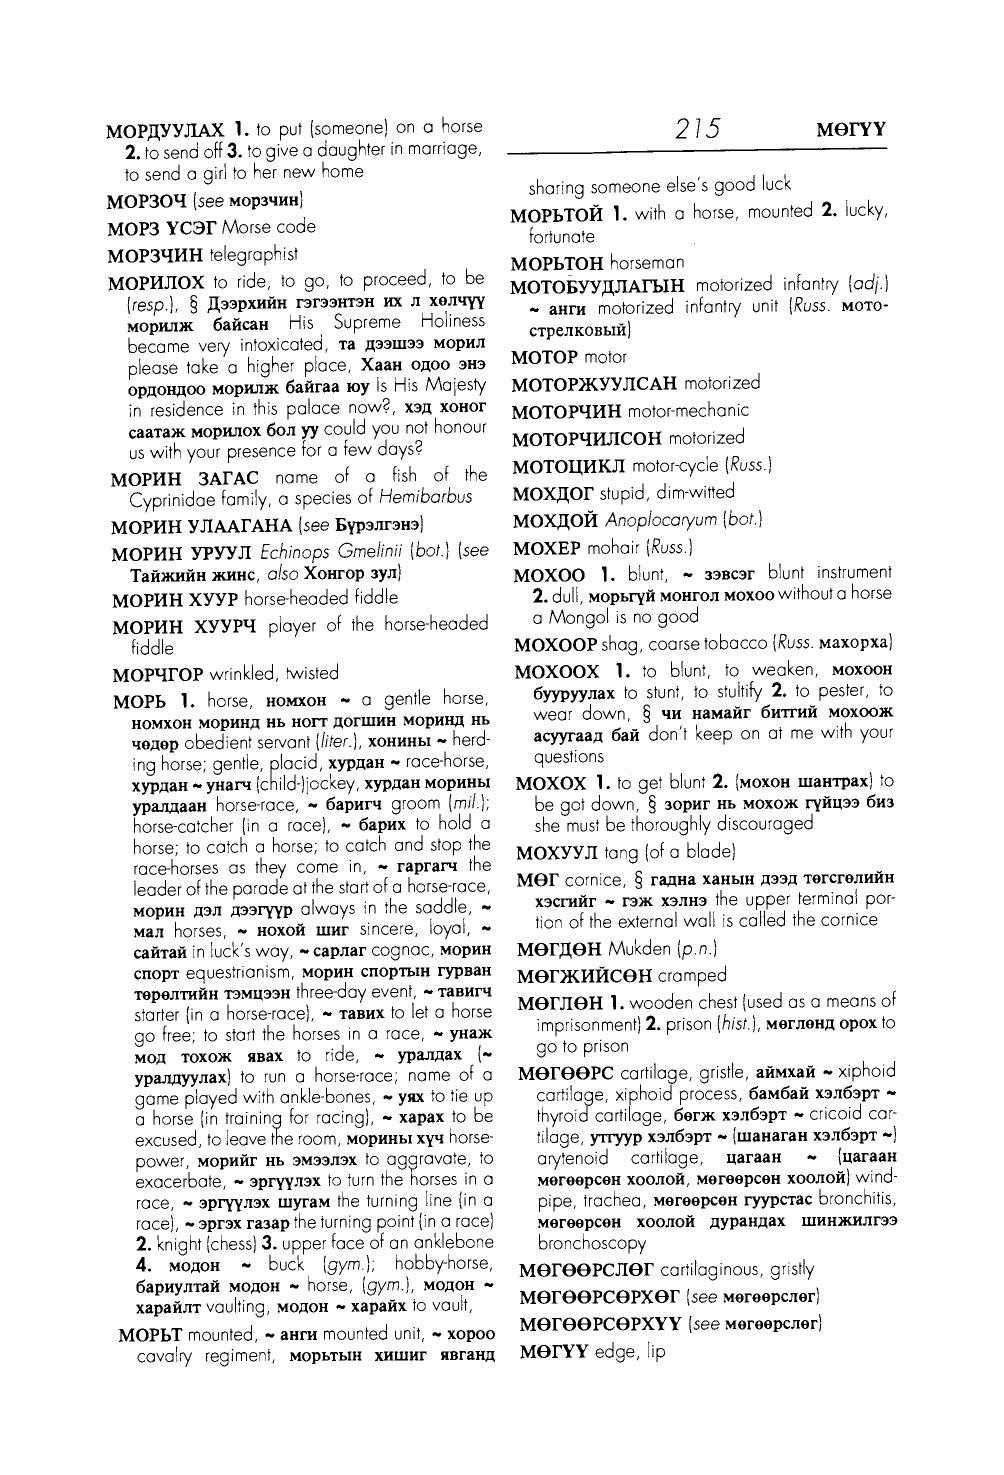 МОРДУУЛАХ 1. to put (someone) on a horse
2. to send off 3. to give a daughter in marriage,
to send a girl to her new home
МОРЗОЧ (see морзчин)
МОРЗ ҮСЭГ Morse code
МОРЗЧИН telegraphist
МОРИЛОХ to ride, to go, to proceed, to be
(resp.), § Дээрхийн гэгээнтэн их л хөлчүү
морилж байсан His Supreme Holiness
became very intoxicated, та дээшээ морил
please take a higher place, Хаан одоо энэ
ордондоо морилж байгаа юу Is His Majesty
in residence in this palace now?, хэд хоног
саатаж морилох бол уу could you not honour
us with your presence for a few days?
МОРИН ЗАГАС name of a fish of the
Cyprinidae family, a species of Hemibarbus
МОРИН УЛААГАНА (see Бүрэлгэнэ)
МОРИН УРУУЛ Echinops Gmelinii (bot.) (see
Тайжийн жинс, also Хонгор зул)
МОРИН ХУУР horse-headed fiddle
МОРИН ХУУРЧ player of the horse-headed
fiddle
МОРЧГОР wrinkled, twisted
МОРЬ 1. horse, номхон ~ a gentle horse,
номхон моринд нь ногт догшин моринд нь
чөдөр obedient servant (liter.), хонины ~ herd-
ing horse; gentle, placid, хурдан ~ race-horse,
хурдан ~ унагч (child-)jockey, хурдан морины
уралдаан horse-race, ~ баригч groom (mil.);
horse-catcher (in a race), ~ барих to hold a
horse; to catch a horse; to catch and stop the
race-horses as they come in, ~ гаргагч the
leader of the parade at the start of a horse-race,
морин дэл дээгүүр always in the saddle, ~
мал horses, ~ нохой шиг sincere, loyal, ~
сайтай in luck's way, ~ сарлаг cognac, морин
спорт equestrianism, морин спортын гурван
төрөлтийн тэмцээн three-day event, ~ тавигч
starter (in a horse-race), ~ тавих to let a horse
go free; to start the horses in a race, ~ унаж
мод тохож явах to ride, ~ уралдах (~
уралдуулах) to run a horse-race; name of a
game played with ankle-bones, ~ уях to tie up
a horse (in training for racing), ~ харах to be
excused, to leave the room, морины хүч horse-
power, морийг нь эмээлэх to aggravate, to
exacerbate, ~ эргүүлэх to turn the horses in a
race, ~ эргүүлэх шугам the turning line (in a
race), ~ эргэх газар the turning point (in a race)
2. knight (chess) 3. upper face of an anklebone
4. модон ~ buck (gym.); hobby-horse,
бариултай модон ~ horse, (gym.), модон ~
харайлт vaulting, модон ~ харайх to vault,
МОРЬТ mounted, ~ анги mounted unit, ~ хороо
cavalry regiment, морьтын хишиг явганд
215 МӨГҮҮ
sharing someone else's good luck
МОРЬТОЙ 1. with a horse, mounted 2. lucky,
fortunate
МОРЬТОН horseman
МОТОБУУДЛАГЫН motorized infantry (adj.)
~ анги motorized infantry unit (Russ. мото-
стрелковый)
МОТОР motor
МОТОРЖУУЛСАН motorized
МОТОРЧИН motor-mechanic
МОТОРЧИЛСОН motorized
МОТОЦИКЛ motor-cycle (Russ.)
МОХДОГ stupid, dim-witted
МОХДОЙ Anoplocaryum (bot.)
МОХЕР mohair (Russ.)
МОХОО 1. blunt, ~ зэвсэг blunt instrument
2. dull, морьгүй монгол мохоо without a horse
a Mongol is no good
МОХООР shag, coarse tobacco (Russ. махорха)
МОХООХ 1. to blunt, to weaken, мохоон
бууруулах to stunt, to stultify 2. to pester, to
wear down, § чи намайг битгий мохоож
асуугаад бай don't keep on at me with your
questions
МОХОХ 1. to get blunt 2. (мохон шантрах) to
be got down, § зориг нь мохож гүйцээ биз
she must be thoroughly discouraged
МОХУУЛ tang (of a blade)
МӨГ cornice, § гадна ханын дээд төгсгөлийн
хэсгийг ~ гэж хэлнэ the upper terminal por-
tion of the external wall is called the cornice
МӨГДӨН Mukden (p.n.)
МӨГЖИЙСӨН cramped
МӨГЛӨН 1. wooden chest (used as a means of
imprisonment) 2. prison (hist.), мөглөнд орох to
go to prison
МӨГӨӨРС cartilage, gristle, аймхай ~ xiphoid
cartilage, xiphoid process, бамбай хэлбэрт ~
thyroid cartilage, бөгж хэлбэрт ~ cricoid car-
tilage, утгуур хэлбэрт ~ (шанаган хэлбэрт ~)
arytenoid cartilage, цагаан ~ (цагаан
мөгөөрсөн хоолой, мөгөөрсөн хоолой) wind-
pipe, trachea, мөгөөрсөн гуурстас bronchitis,
мөгөөрсөн хоолой дурандах шинжилгээ
bronchoscopy
МӨГӨӨРСЛӨГ cartilaginous, gristly
МӨГӨӨРСӨРХӨГ (see мөгөөрслөг)
МӨГӨӨРСӨРХҮҮ (see мөгөөрслөг)
МӨГҮҮ edge, lip